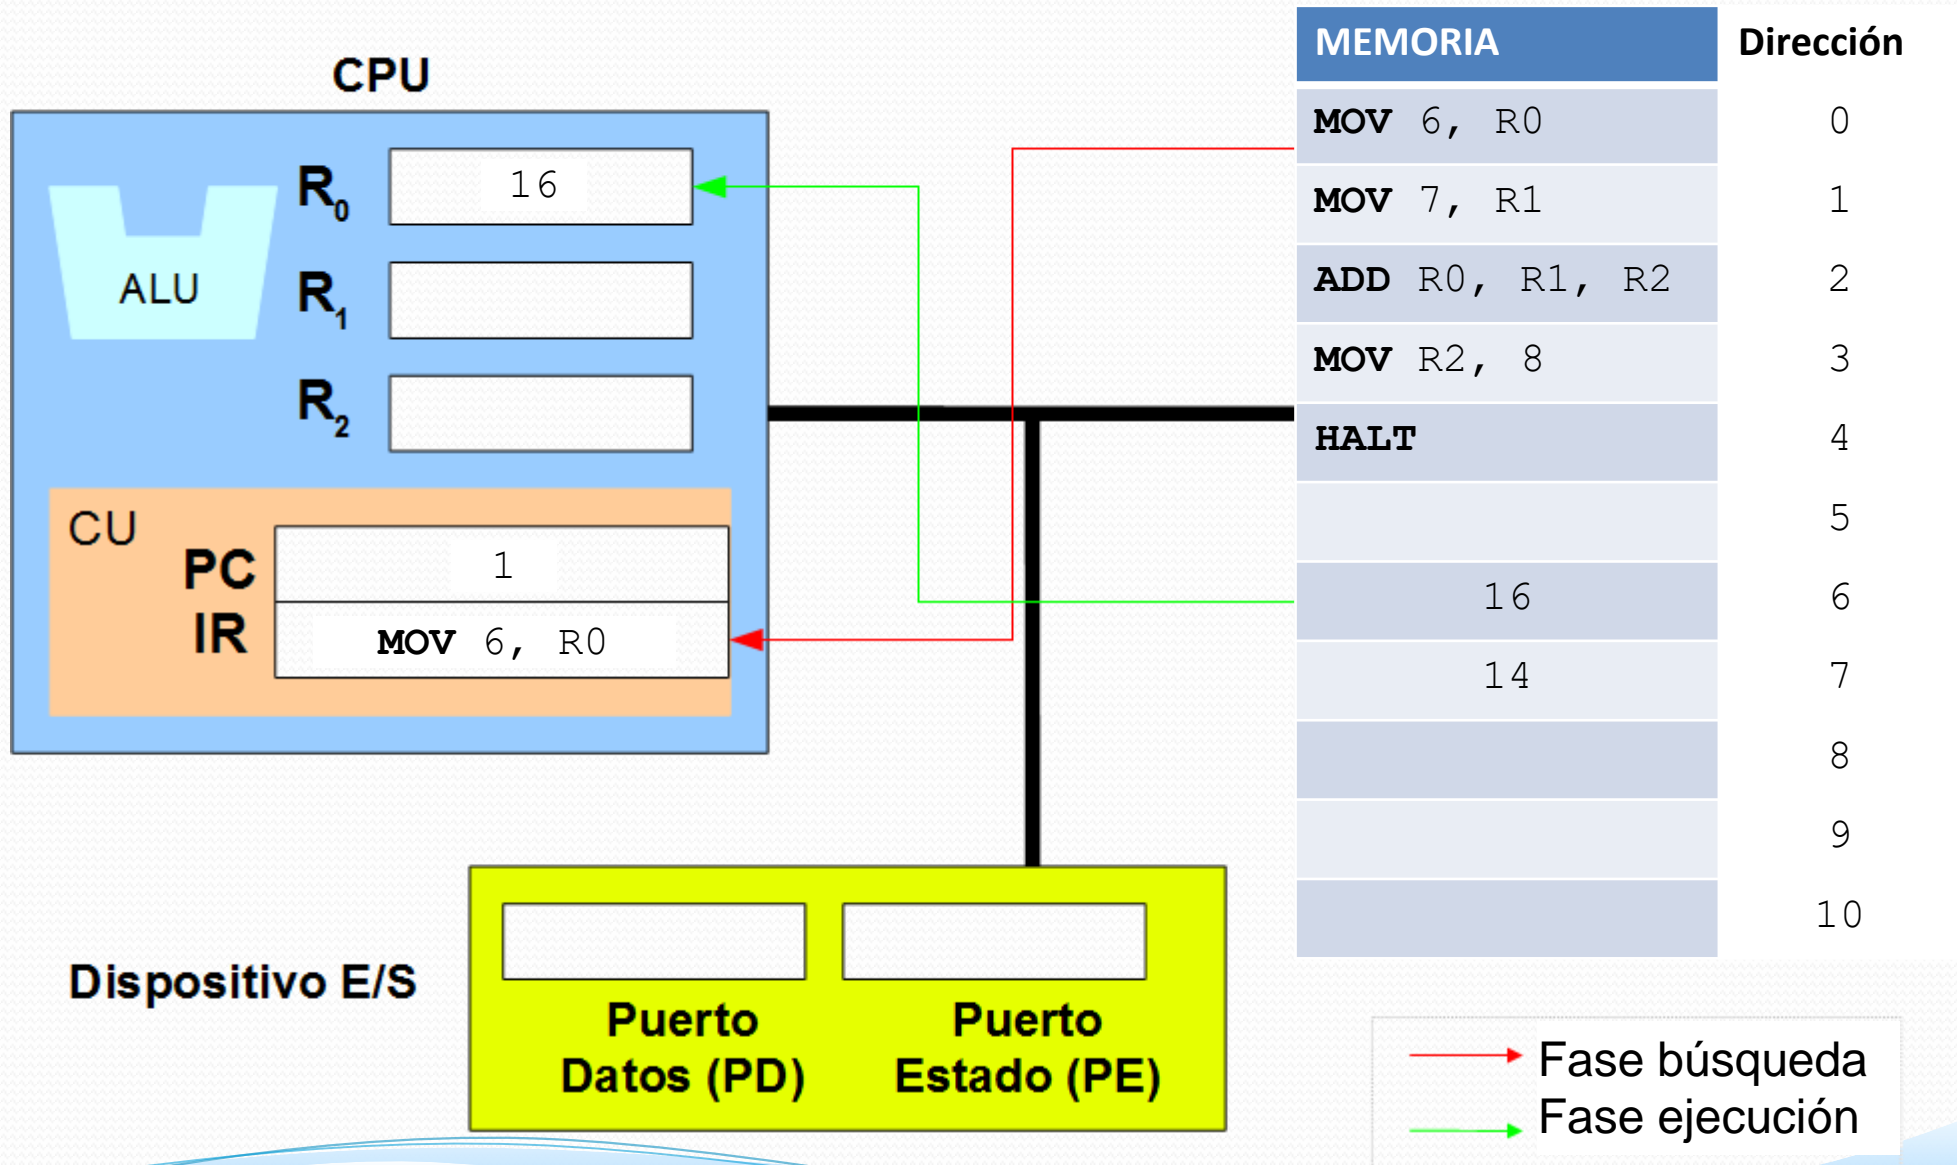 CPU
R0
16
ALU
R1
R2
CU
PC
1
IR
MOV 6, R0
MEMORIA Dirección
MOV 6, R0 0
MOV 7, R1 1
ADD R0, R1, R2 2
MOV R2, 8 3
HALT 4
5
16 6
14 7
8
9
10
Dispositivo E/S
Puerto
Datos (PD)
Puerto
Estado (PE)
Fase búsqueda
Fase ejecución